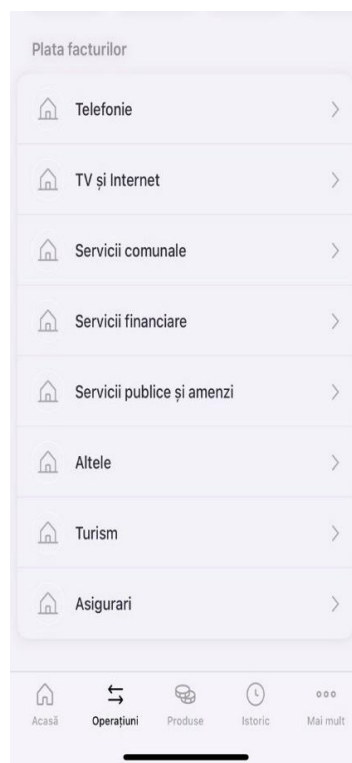 Plata facturilor
Telefonie
TV și Internet
Servicii comunale
Servicii financiare
Servicii publice și amenzi
Altele
Turism
Asigurari
Acasă Operațiuni Produse Istoric Mai mult